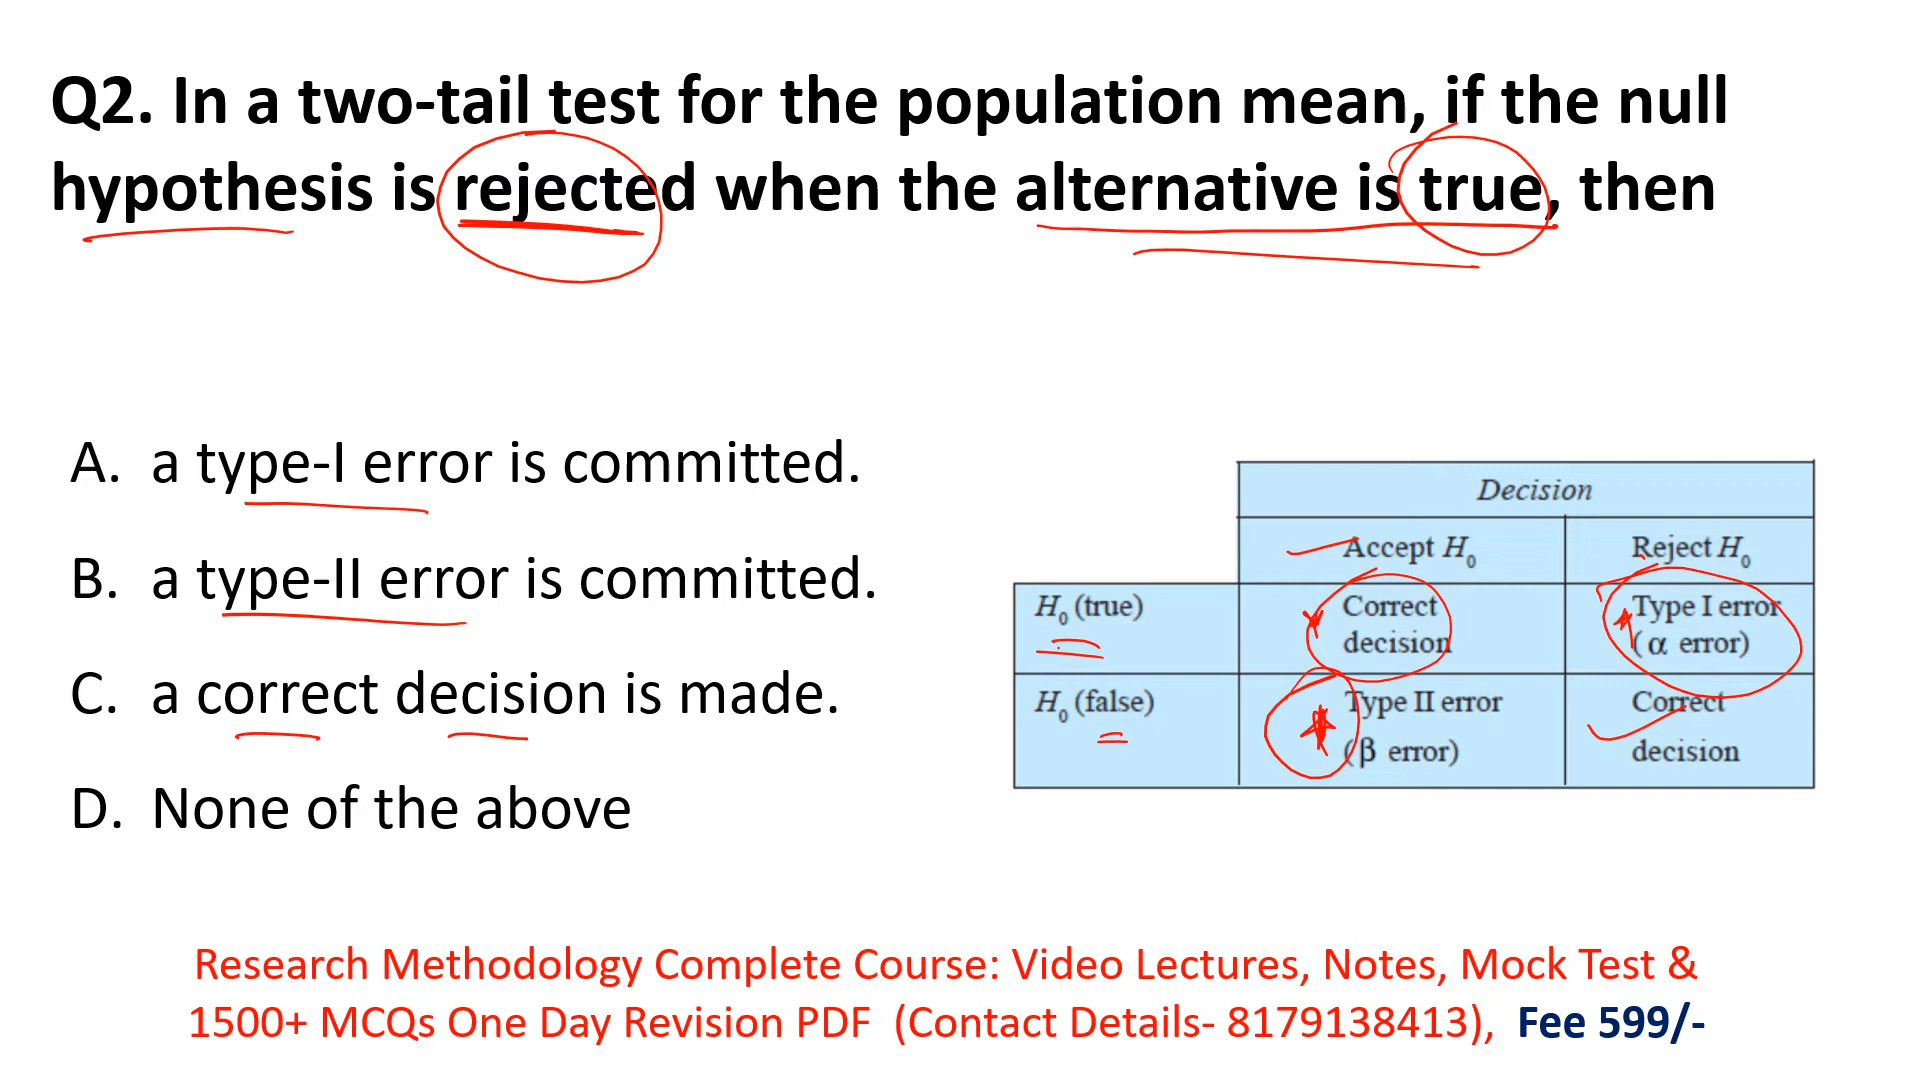 Q2. In a two-tail test for the population mean, if the null
hypothesis is rejected when the alternative is true, then
A. a type-I error is committed.
B. a type-II error is committed.
C. a correct decision is made.
D. None of the above
Decision
Accept H0 Reject H0
H0 (true) Correct decision Type I error (α error)
H0 (false) Type II error (β error) Correct decision
Research Methodology Complete Course: Video Lectures, Notes, Mock Test &
1500+ MCQs One Day Revision PDF (Contact Details- 8179138413), Fee 599/-